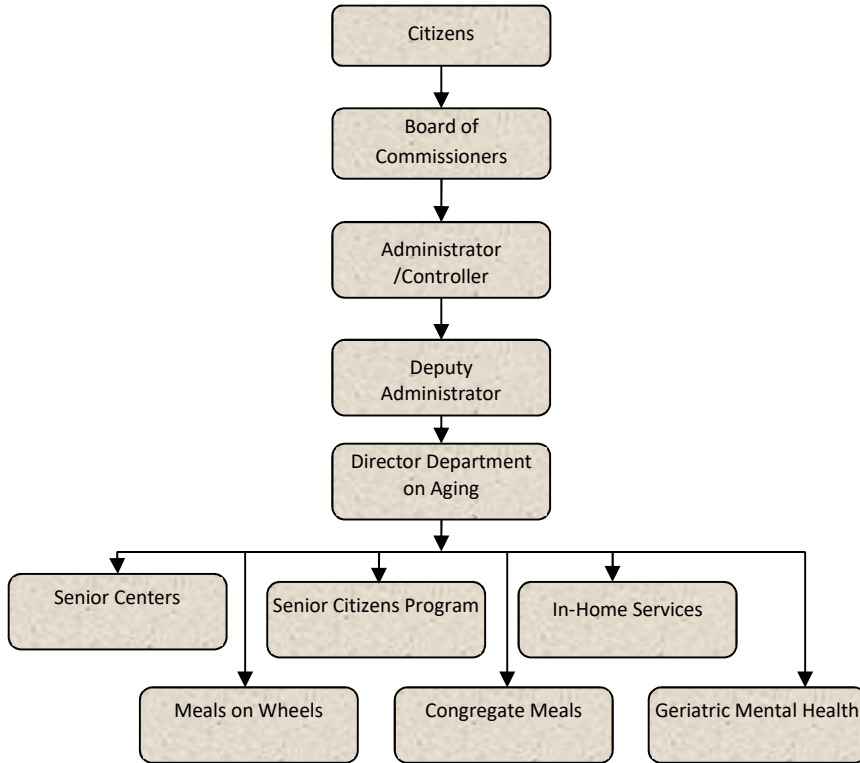 Citizens
Board of
Commissioners
Administrator
/Controller
Deputy
Administrator
Director Department
on Aging
Senior Centers
Senior Citizens Program
In-Home Services
Meals on Wheels
Congregate Meals
Geriatric Mental Health